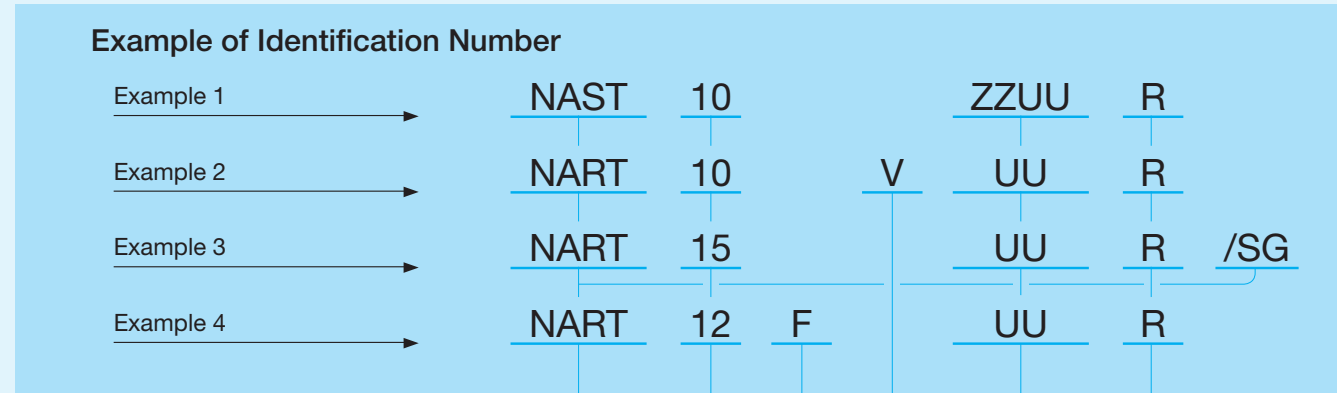 Example of Identification Number
Example 1 NAST 10 ZZUU R
Example 2 NART 10 V UU R
Example 3 NART 15 UU R /SG
Example 4 NART 12 F UU R